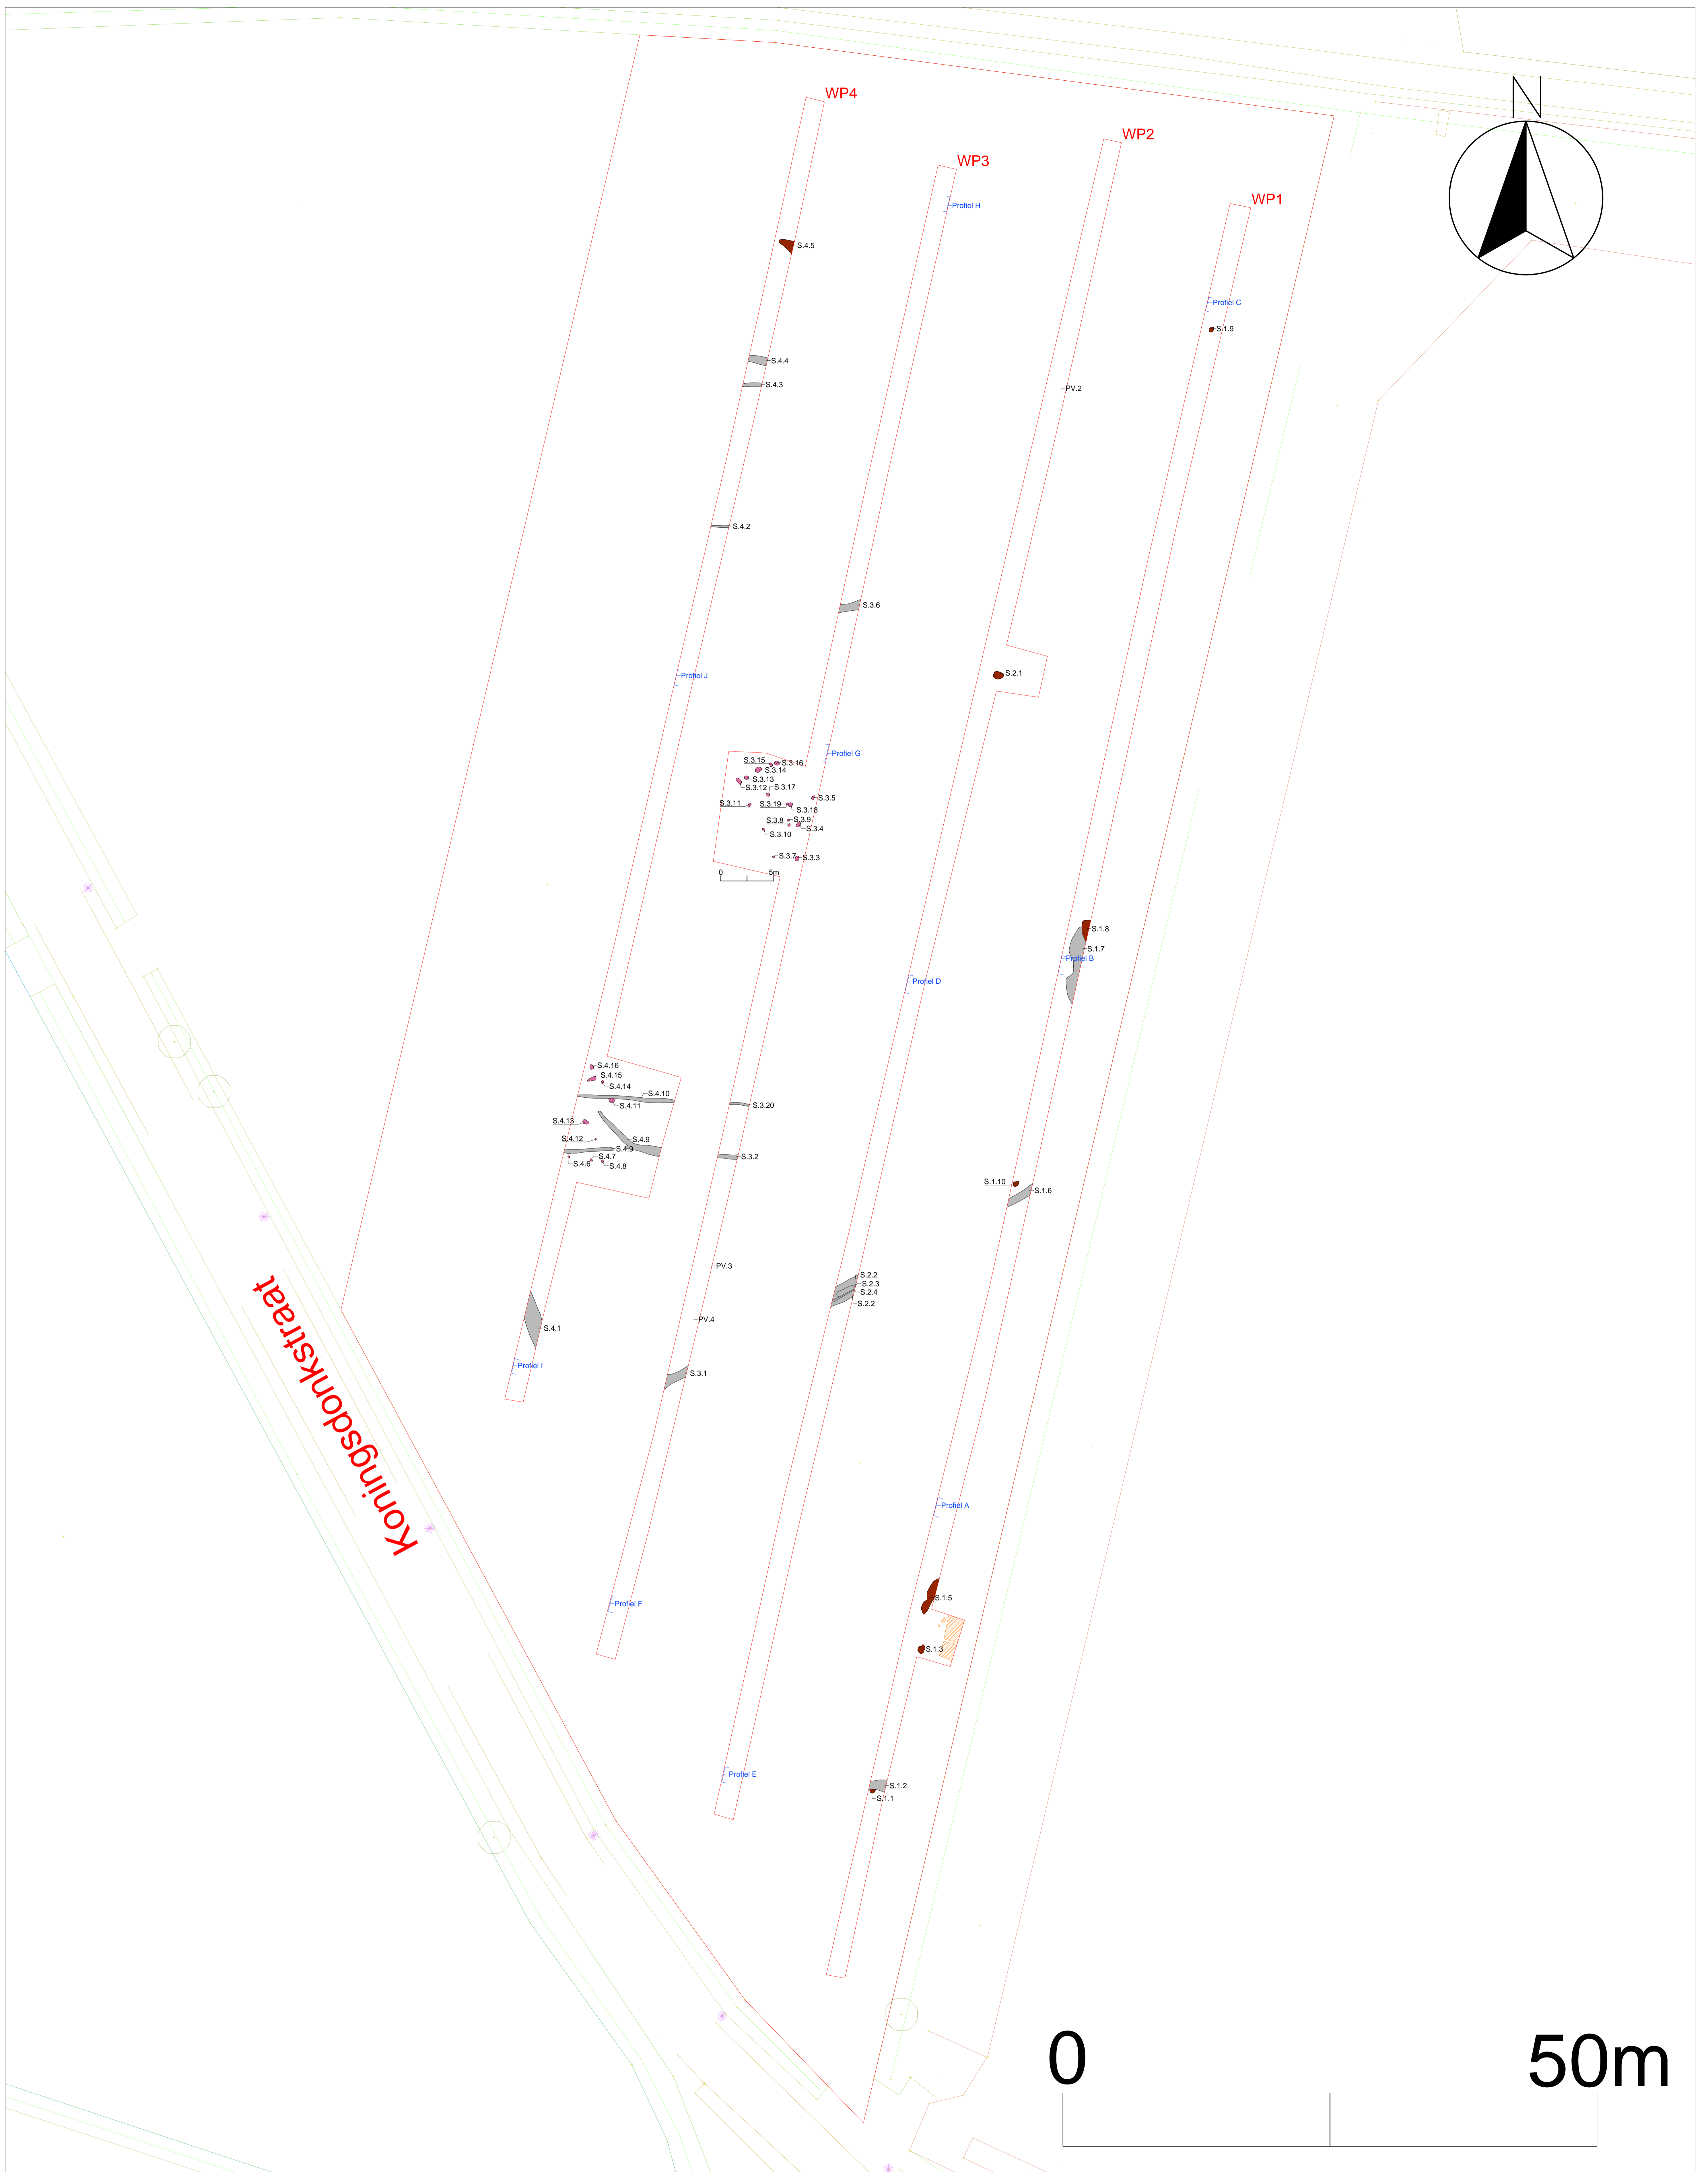 N
WP4
WP2
WP3
WP1
Profiel H
S.4.5
Profiel C
S.1.9
S.4.4
S.4.3
PV.2
S.4.2
S.3.6
S.2.1
Profiel J
Profiel G
S.3.15
S.3.16
S.3.14
S.3.13
S.3.12
S.3.17
S.3.5
S.3.11
S.3.19
S.3.18
S.3.9
S.3.8
S.3.4
S.3.10
S.3.7
S.3.3
0
5m
S.1.8
S.1.7
Profiel B
Profiel D
S.4.16
S.4.15
S.4.14
S.4.10
S.4.11
S.3.20
S.4.13
S.4.12
S.4.9
S.4.9
S.4.7
S.4.6
S.4.8
S.3.2
S.1.10
S.1.6
PV.3
S.2.2
S.2.3
S.2.4
S.2.2
PV.4
S.4.1
Profiel I
S.3.1
Koningsdonkstraat
Profiel A
S.1.5
Profiel F
S.1.3
Profiel E
S.1.2
S.1.1
0
50m